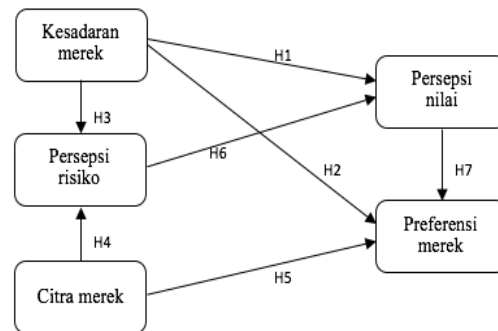 Kesadaran
merek
H1
Persepsi
nilai
H3
Persepsi
risiko
H6
H2
H7
Preferensi
merek
H4
Citra merek
H5